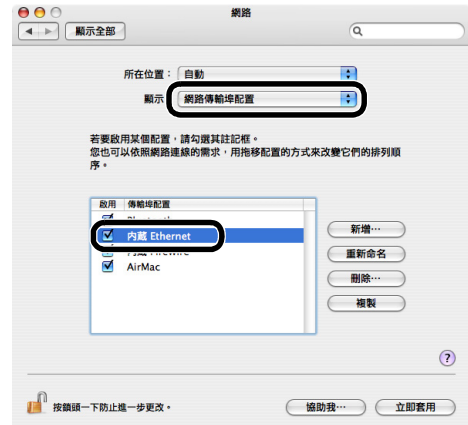 網路
顯示全部
所在位置： 自動
顯示 網路傳輸埠配置
若要啟用某個配置，請勾選其註記框。
您也可以依照網路連線的需求，用拖移配置的方式來改變它們的排列順
序。
啟用 傳輸埠配置
內藏 Ethernet
AirMac
新增…
重新命名
刪除…
複製
?
按鎖頭一下防止進一步更改。
協助我…
立即套用